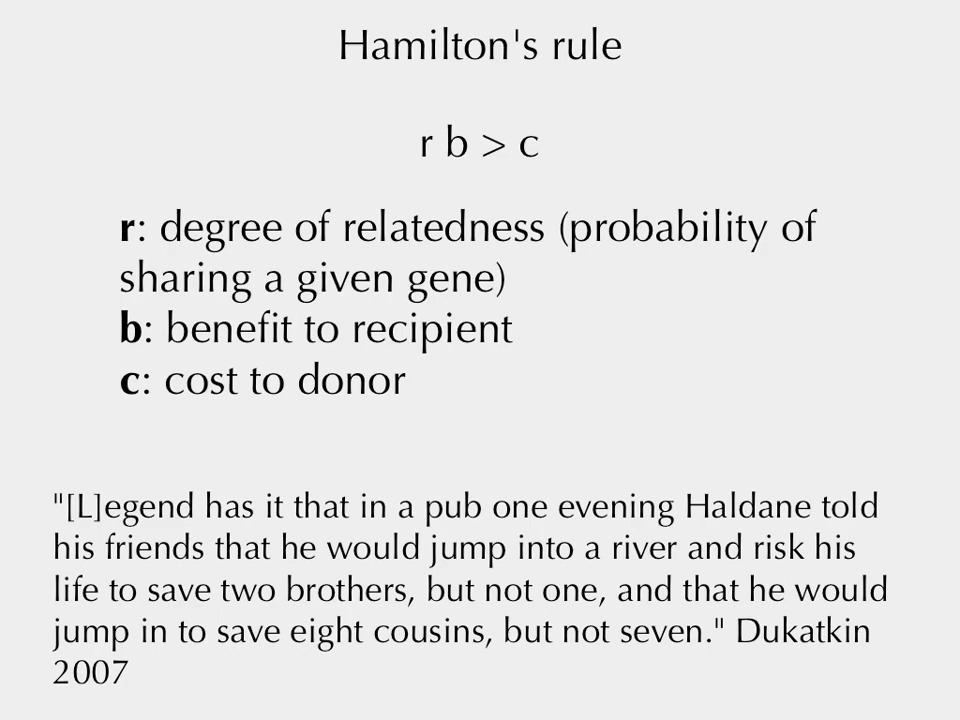 Hamilton's rule
r b > c
r: degree of relatedness (probability of
sharing a given gene)
b: benefit to recipient
c: cost to donor
"[L]egend has it that in a pub one evening Haldane told
his friends that he would jump into a river and risk his
life to save two brothers, but not one, and that he would
jump in to save eight cousins, but not seven." Dukatkin
2007